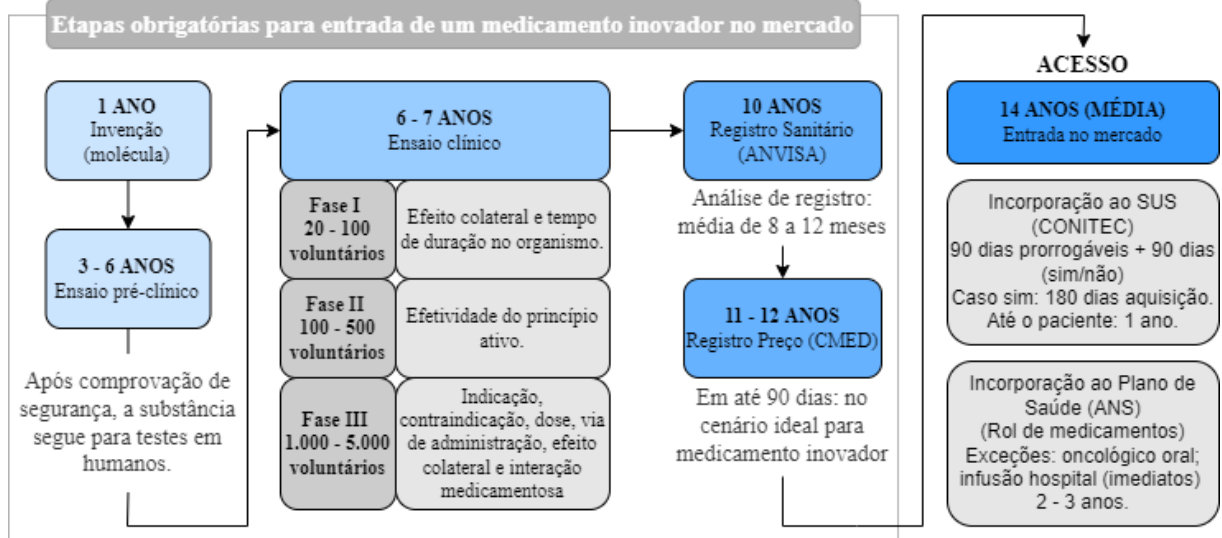 Etapas obrigatórias para entrada de um medicamento inovador no mercado
1 ANO
Invenção
(molécula)
3 - 6 ANOS
Ensaio pré-clínico
Após comprovação de
segurança, a substância
segue para testes em
humanos.
6 - 7 ANOS
Ensaio clínico
Fase I
20 - 100
voluntários
Efeito colateral e tempo
de duração no organismo.
Fase II
100 - 500
voluntários
Efetividade do princípio
ativo.
Fase III
1.000 - 5.000
voluntários
Indicação,
contraindicação, dose, via
de administração, efeito
colateral e interação
medicamentosa
10 ANOS
Registro Sanitário
(ANVISA)
Análise de registro:
média de 8 a 12 meses
11 - 12 ANOS
Registro Preço (CMED)
Em até 90 dias: no
cenário ideal para
medicamento inovador
ACESSO
14 ANOS (MÉDIA)
Entrada no mercado
Incorporação ao SUS
(CONITEC)
90 dias prorrogáveis + 90 dias
(sim/não)
Caso sim: 180 dias aquisição.
Até o paciente: 1 ano.
Incorporação ao Plano de
Saúde (ANS)
(Rol de medicamentos)
Exceções: oncológico oral;
infusão hospital (imediatos)
2 - 3 anos.